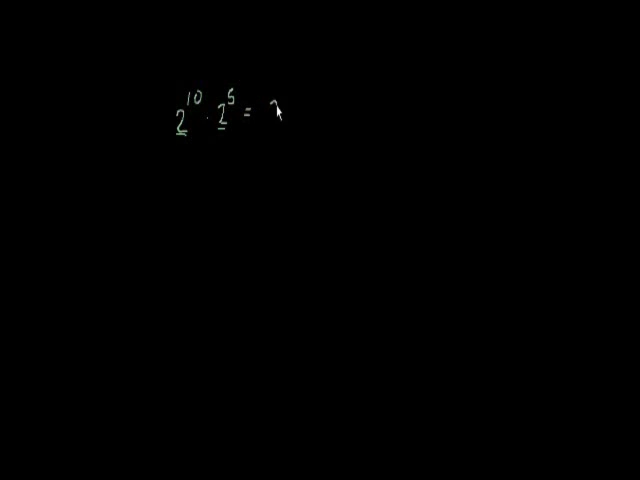 2¹⁰ · 2⁵ =